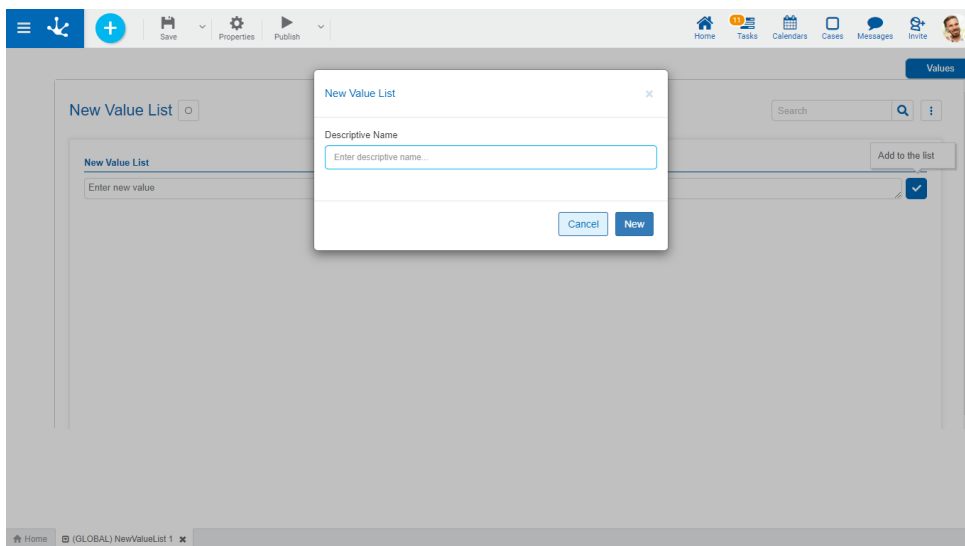 Save
Properties
Publish
Home
11
Tasks
Calendars
Cases
Messages
Invite
Values
New Value List
Search
Add to the list
New Value List
Enter new value
New Value List
×
Descriptive Name
Enter descriptive name...
Cancel
New
Home
(GLOBAL) NewValueList 1